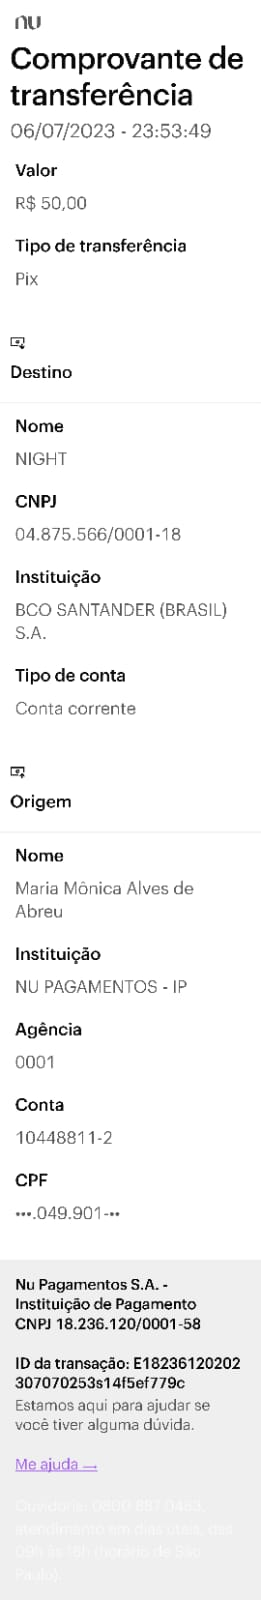 nu
Comprovante de
transferência
06/07/2023 - 23:53:49
Valor
R$ 50,00
Tipo de transferência
Pix
Destino
Nome
NIGHT
CNPJ
04.875.566/0001-18
Instituição
BCO SANTANDER (BRASIL)
S.A.
Tipo de conta
Conta corrente
Origem
Nome
Maria Mônica Alves de
Abreu
Instituição
NU PAGAMENTOS - IP
Agência
0001
Conta
10448811-2
CPF
•••.049.901-••
Nu Pagamentos S.A. -
Instituição de Pagamento
CNPJ 18.236.120/0001-58
ID da transação: E18236120202
307070253s14f5ef779c
Estamos aqui para ajudar se
você tiver alguma dúvida.
Me ajuda →
Ouvidoria: 0800 887 0463,
atendimento em dias úteis, das
09h às 18h (horário de São
Paulo).